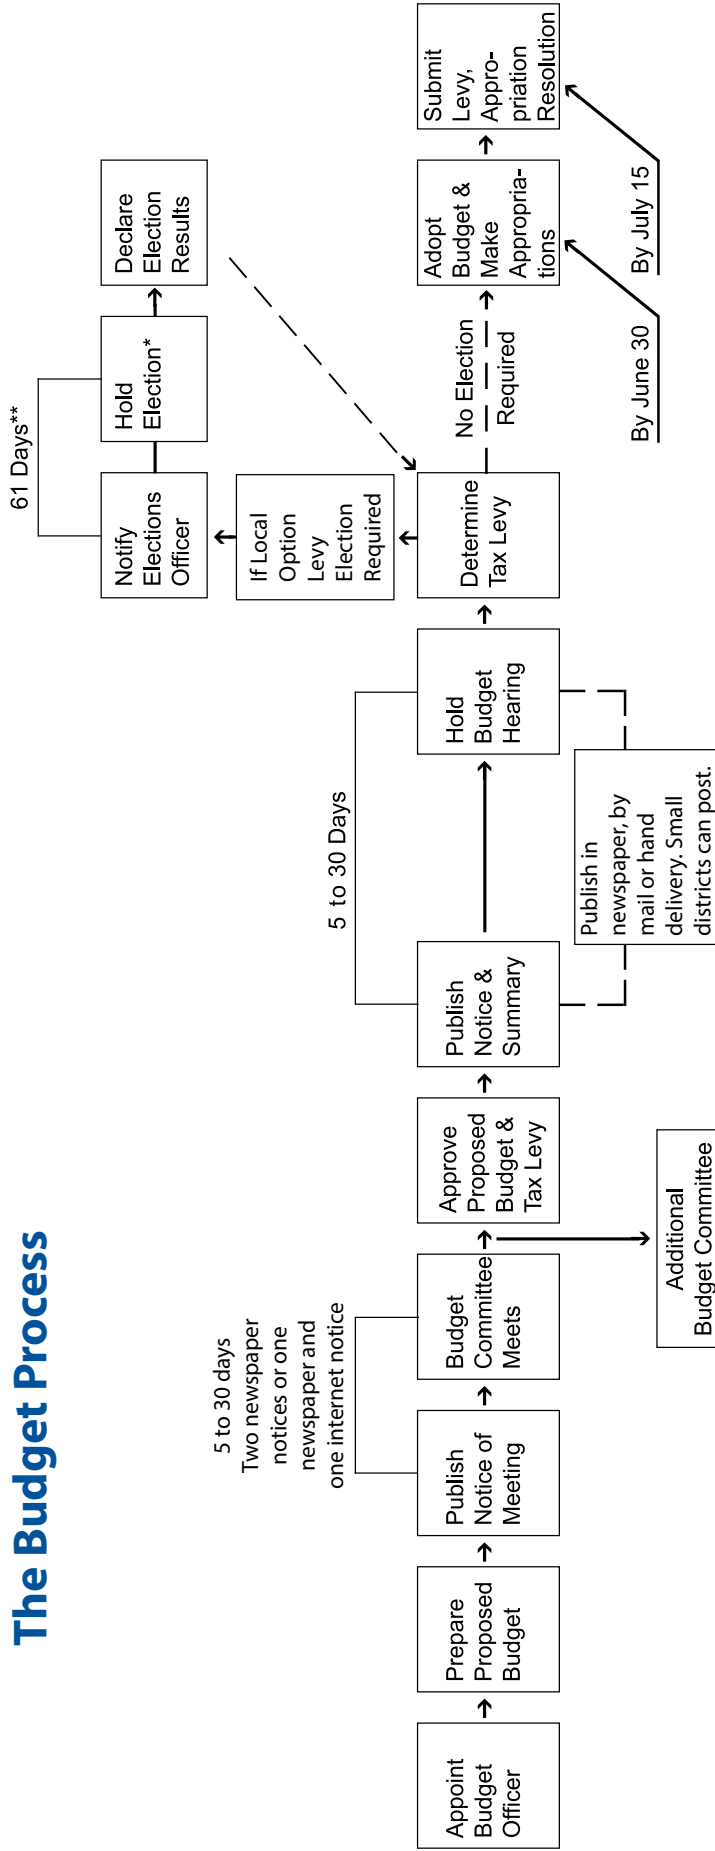 The Budget Process
Appoint
Budget
Officer
Prepare
Proposed
Budget
Publish
Notice of
Meeting
5 to 30 days
Two newspaper
notices or one
newspaper and
one internet notice
Budget
Committee
Meets
Additional
Budget Committee
Approve
Proposed
Budget &
Tax Levy
Publish
Notice &
Summary
5 to 30 Days
Publish in
newspaper, by
mail or hand
delivery. Small
districts can post.
Hold
Budget
Hearing
Determine
Tax Levy
If Local
Option
Levy
Election
Required
Notify
Elections
Officer
61 Days**
Hold
Election*
Declare
Election
Results
No Election
Required
Adopt
Budget &
Make
Appropria-
tions
By June 30
Submit
Levy,
Appro-
priation
Resolution
By July 15